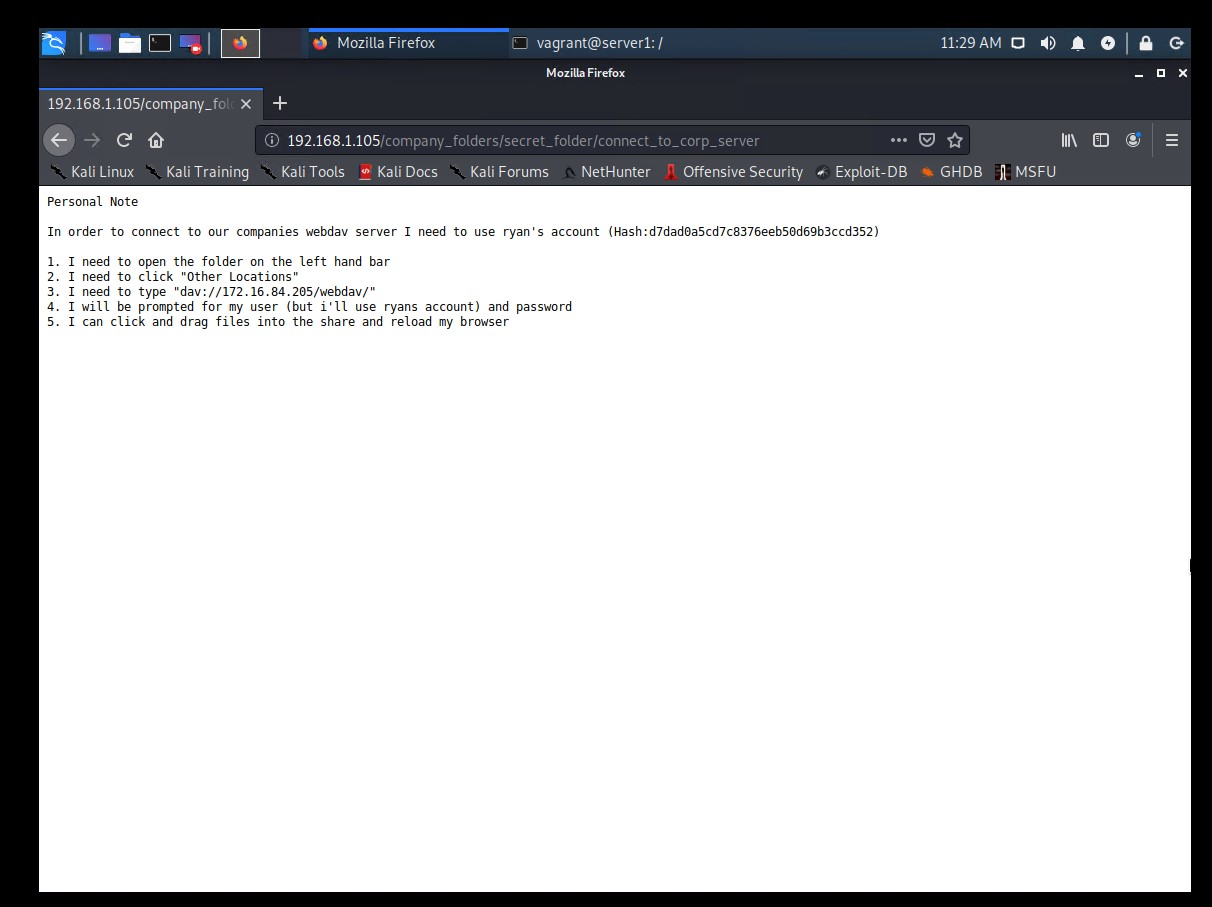 Mozilla Firefox
vagrant@server1: /
11:29 AM
Mozilla Firefox
192.168.1.105/company_fol
192.168.1.105/company_folders/secret_folder/connect_to_corp_server
Kali Linux Kali Training Kali Tools Kali Docs Kali Forums NetHunter Offensive Security Exploit-DB GHDB MSFU
Personal Note
In order to connect to our companies webdav server I need to use ryan's account (Hash:d7dad0a5cd7c8376eeb50d69b3ccd352)
1. I need to open the folder on the left hand bar
2. I need to click "Other Locations"
3. I need to type "dav://172.16.84.205/webdav/"
4. I will be prompted for my user (but i'll use ryans account) and password
5. I can click and drag files into the share and reload my browser